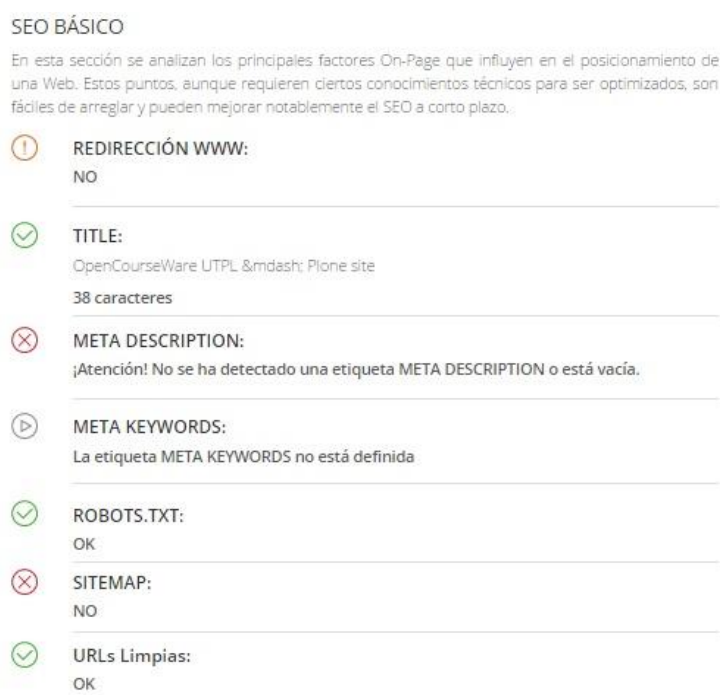 SEO BÁSICO
En esta sección se analizan los principales factores On-Page que influyen en el posicionamiento de
una Web. Estos puntos, aunque requieren ciertos conocimientos técnicos para ser optimizados, son
fáciles de arreglar y pueden mejorar notablemente el SEO a corto plazo.
REDIRECCIÓN WWW:
NO
TITLE:
OpenCourseWare UTPL &mdash; Plone site
38 caracteres
META DESCRIPTION:
¡Atención! No se ha detectado una etiqueta META DESCRIPTION o está vacía.
META KEYWORDS:
La etiqueta META KEYWORDS no está definida
ROBOTS.TXT:
OK
SITEMAP:
NO
URLs Limpias:
OK